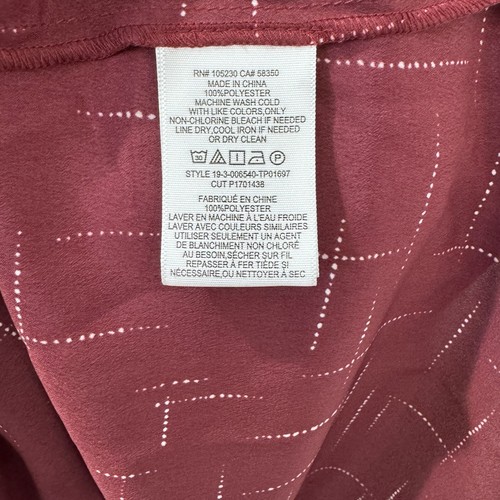 RN# 105230 CA# 58350
MADE IN CHINA
100%POLYESTER
MACHINE WASH COLD
WITH LIKE COLORS,ONLY
NON-CHLORINE BLEACH IF NEEDED
LINE DRY,COOL IRON IF NEEDED
OR DRY CLEAN
30 P
STYLE 19-3-006540-TP01697
CUT P1701438
FABRIQUÉ EN CHINE
100%POLYESTER
LAVER EN MACHINE À L'EAU FROIDE
LAVER AVEC COULEURS SIMILAIRES
UTILISER SEULEMENT UN AGENT
DE BLANCHIMENT NON CHLORÉ
AU BESOIN,SÉCHER SUR FIL
REPASSER À FER TIÈDE SI
NÉCESSAIRE,OU NETTOYER À SEC